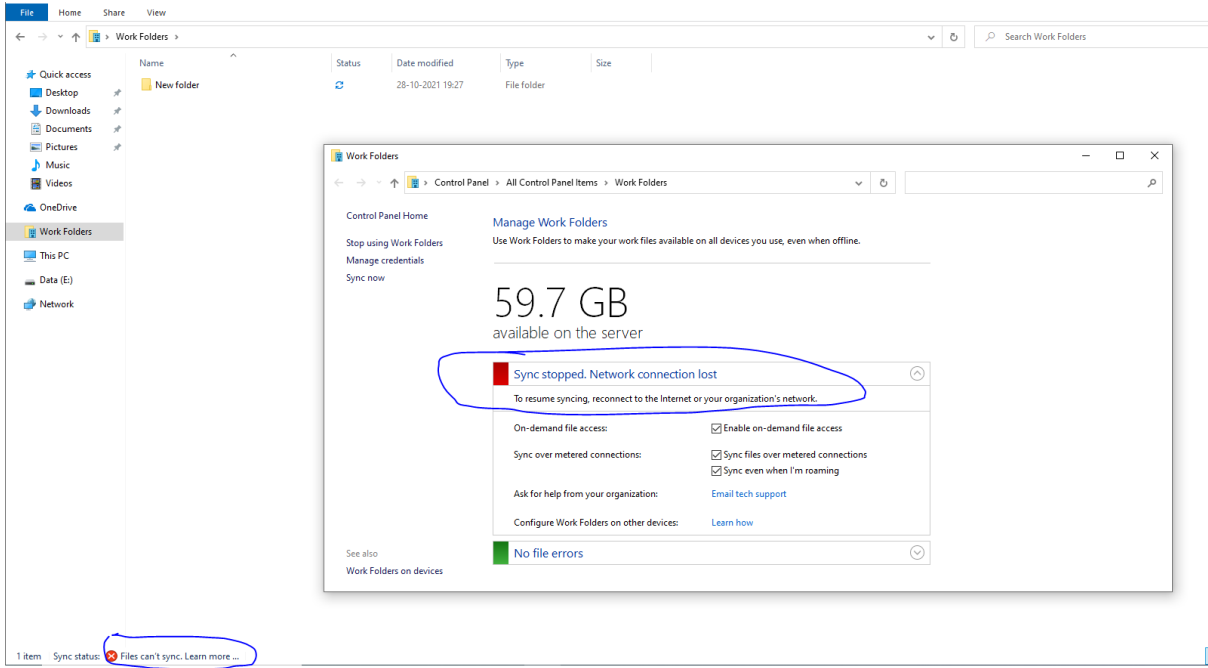 File Home Share View
Work Folders
Search Work Folders
Name Status Date modified Type Size
New folder 28-10-2021 19:27 File folder
Quick access
Desktop
Downloads
Documents
Pictures
Music
Videos
OneDrive
Work Folders
This PC
Data (E:)
Network
Work Folders
Control Panel All Control Panel Items Work Folders
Control Panel Home
Stop using Work Folders
Manage credentials
Sync now
Manage Work Folders
Use Work Folders to make your work files available on all devices you use, even when offline.
59.7 GB
available on the server
Sync stopped. Network connection lost
To resume syncing, reconnect to the Internet or your organization's network.
On-demand file access: Enable on-demand file access
Sync over metered connections: Sync files over metered connections
Sync even when I'm roaming
Ask for help from your organization: Email tech support
Configure Work Folders on other devices: Learn how
No file errors
See also
Work Folders on devices
1 item Sync status: Files can't sync. Learn more ...